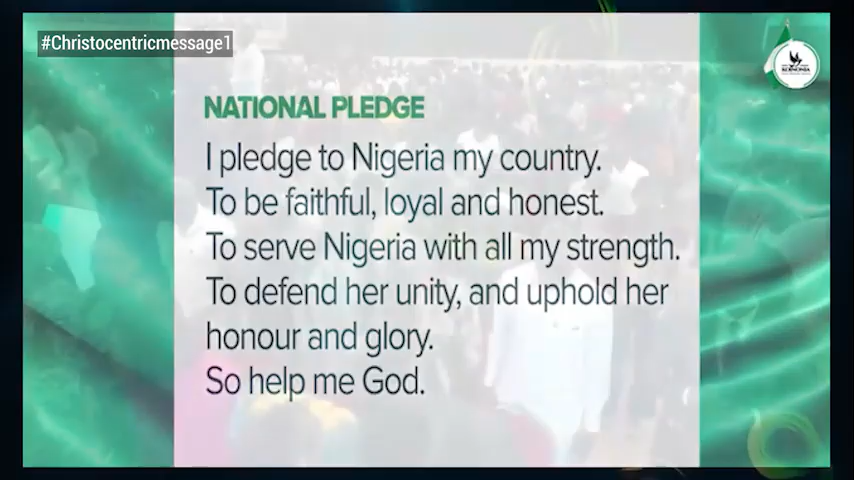 #Christocentricmessage1
KOINONIA
NATIONAL PLEDGE
I pledge to Nigeria my country.
To be faithful, loyal and honest.
To serve Nigeria with all my strength.
To defend her unity, and uphold her
honour and glory.
So help me God.